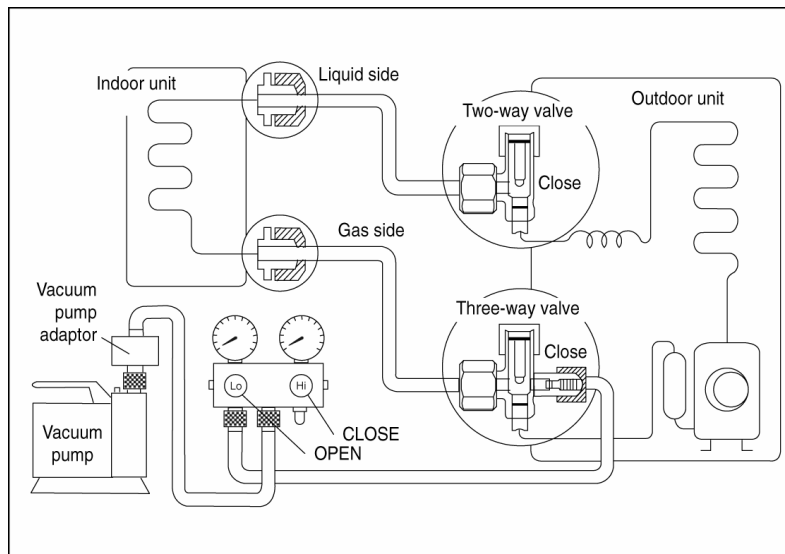 Indoor unit
Liquid side
Two-way valve
Outdoor unit
Close
Gas side
Three-way valve
Close
Vacuum
pump
adaptor
Lo
Hi
Vacuum
pump
CLOSE
OPEN